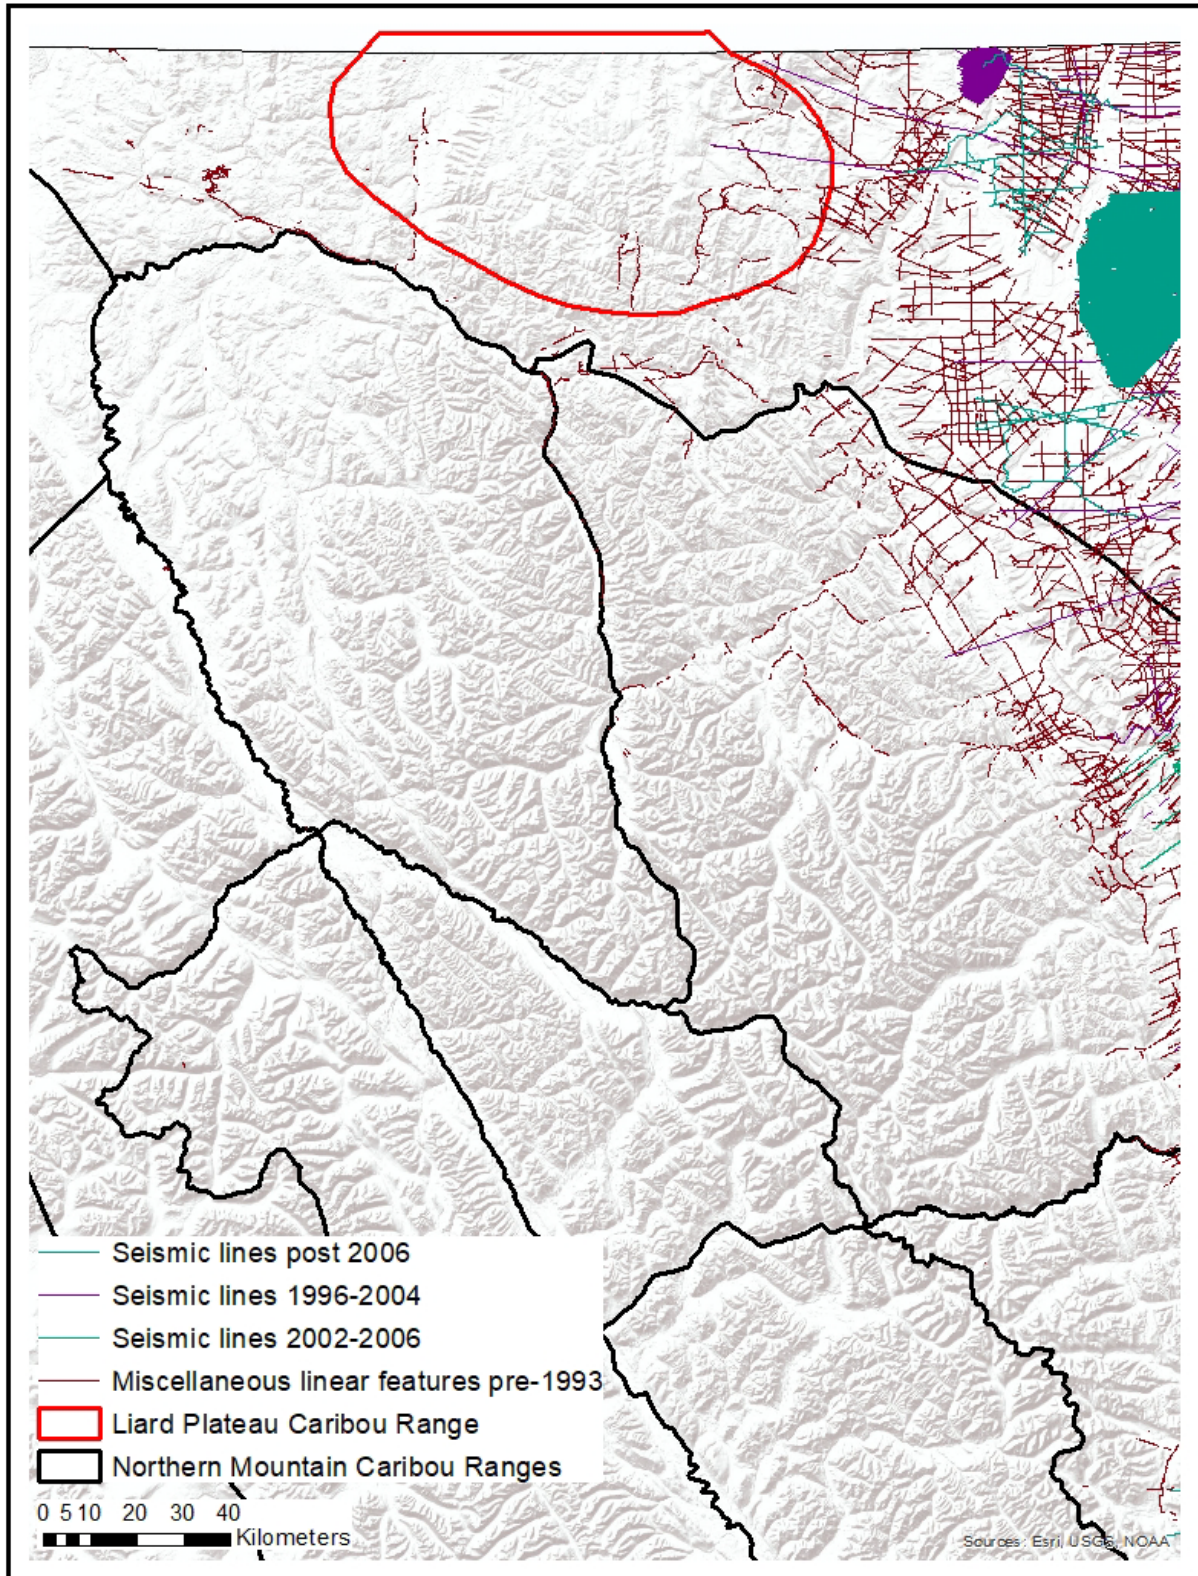 Seismic lines post 2006
Seismic lines 1996-2004
Seismic lines 2002-2006
Miscellaneous linear features pre-1993
Liard Plateau Caribou Range
Northern Mountain Caribou Ranges
0 5 10 20 30 40
Kilometers
Sources: Esri, USGS, NOAA